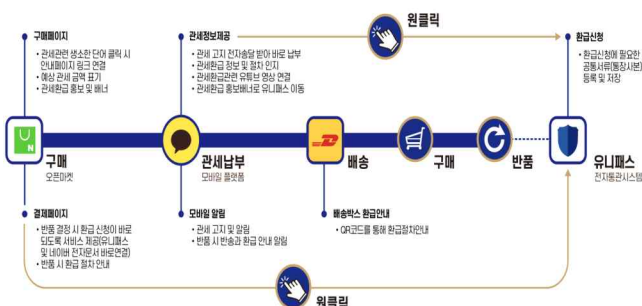 원클릭
구매페이지
• 관세관련 생소한 단어 클릭 시
안내페이지 링크 연결
• 예상 관세 금액 표기
• 관세환급 홍보 및 배너
관세정보제공
• 관세 고지 전자송달 받아 바로 납부
• 관세환급 정보 및 절차 인지
• 관세환급관련 유튜브 영상 연결
• 관세환급 홍보배너로 유니패스 이동
환급신청
• 환급신청에 필요한
공통서류(통장사본)
등록 및 저장
N
구매
오픈마켓
관세납부
모바일 플랫폼
배송
구매
반품
유니패스
전자통관시스템
결제페이지
• 반품 결정 시 환급 신청이 바로
되도록 서비스 제공(유니패스
및 네이버 전자문서 바로연결)
• 반품 시 환급 절차 안내
모바일 알림
• 관세 고지 및 알림
• 반품 시 반송과 환급 안내 알림
배송박스 환급안내
• QR코드를 통해 환급절차안내
원클릭